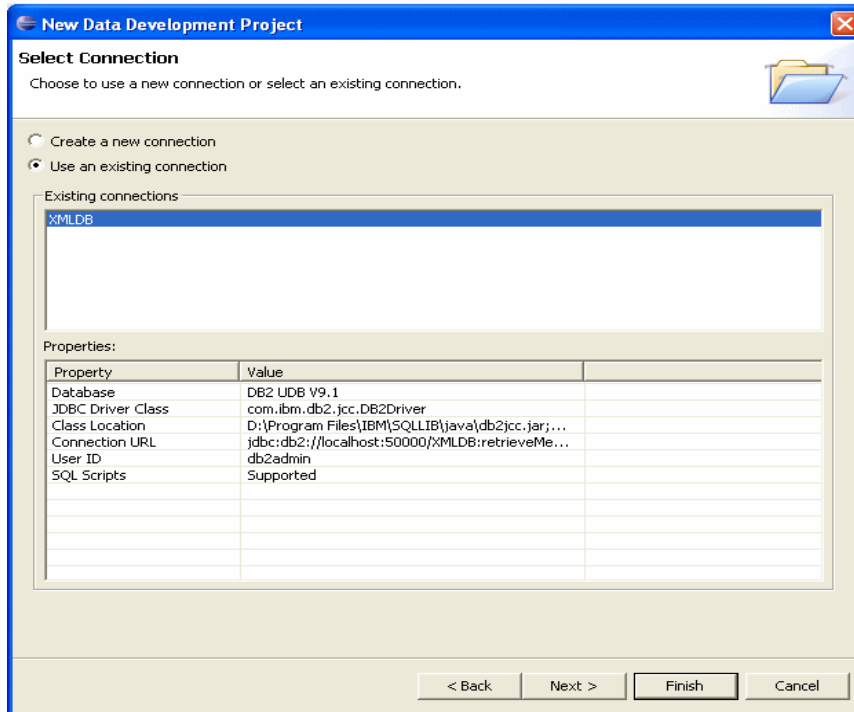 New Data Development Project
Select Connection
Choose to use a new connection or select an existing connection.
Create a new connection
Use an existing connection
Existing connections
XMLDB
Properties:
Property Value
Database DB2 UDB V9.1
JDBC Driver Class com.ibm.db2.jcc.DB2Driver
Class Location D:\Program Files\IBM\SQLLIB\java\db2jcc.jar;...
Connection URL jdbc:db2://localhost:50000/XMLDB:retrieveMe...
User ID db2admin
SQL Scripts Supported
< Back Next > Finish Cancel